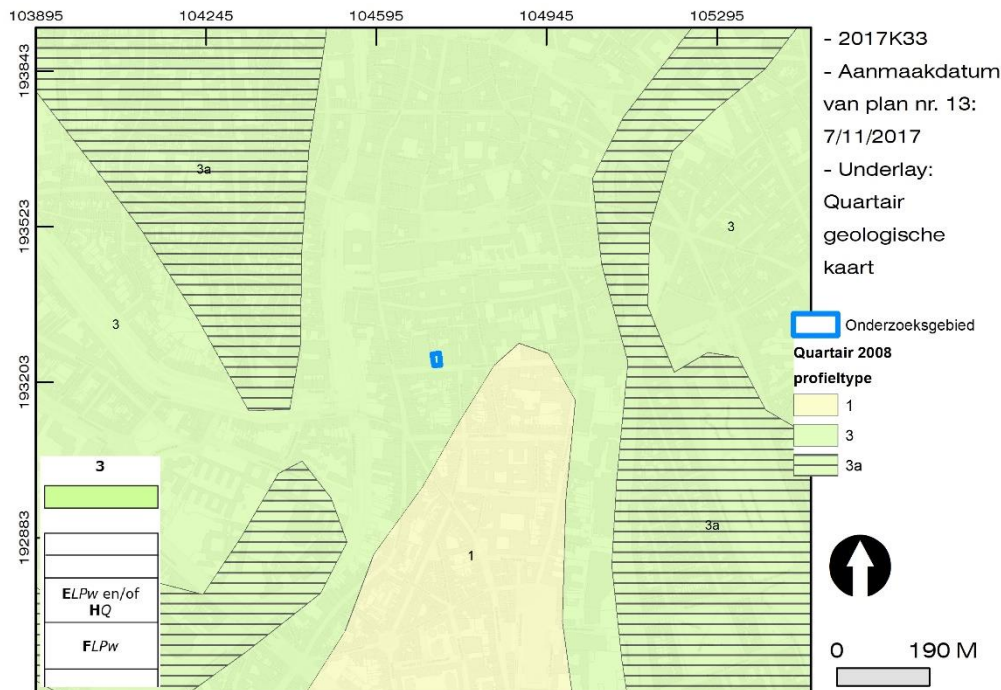 103895 104245 104595 104945 105295
193843
193523
193203
192883
3a
3
3
3a
1
1
3
ELPw en/of
HQ
FLPw
- 2017K33
- Aanmaakdatum
van plan nr. 13:
7/11/2017
- Underlay:
Quartair
geologische
kaart
Onderzoeksgebied
Quartair 2008
profieltype
1
3
3a
0 190 M